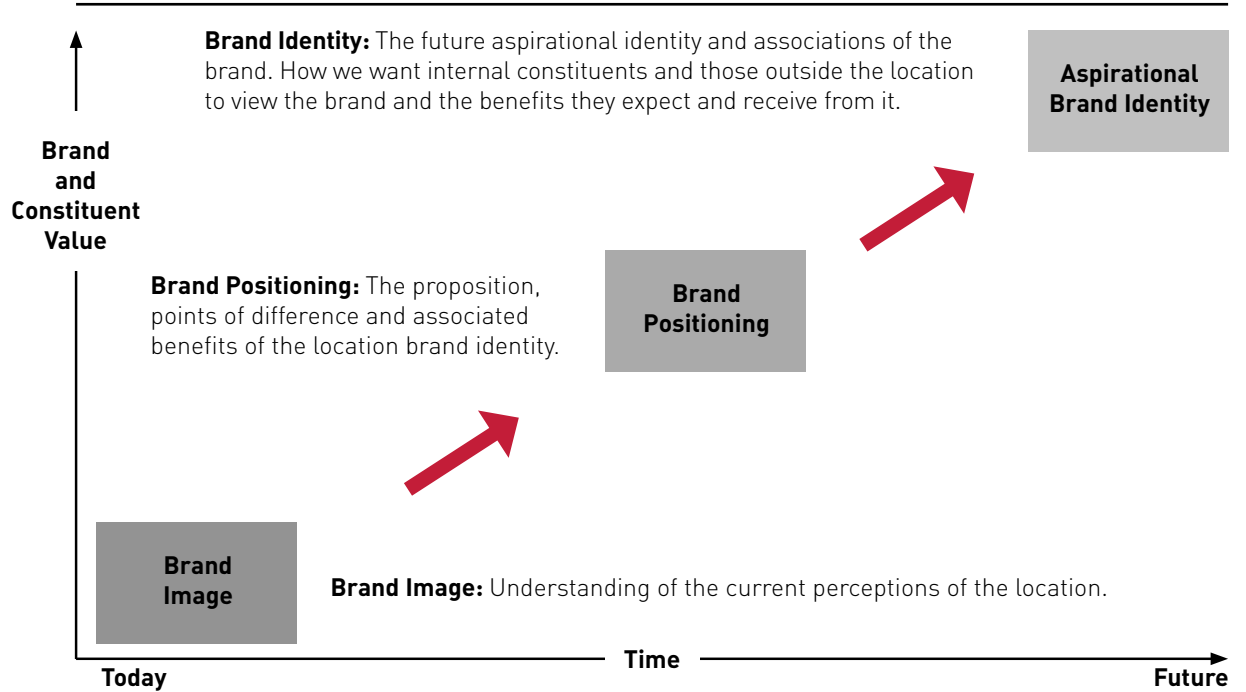 Brand Identity: The future aspirational identity and associations of the
brand. How we want internal constituents and those outside the location
to view the brand and the benefits they expect and receive from it.
Aspirational
Brand Identity
Brand
and
Constituent
Value
Brand Positioning: The proposition,
points of difference and associated
benefits of the location brand identity.
Brand
Positioning
Brand
Image
Brand Image: Understanding of the current perceptions of the location.
Today
Time
Future